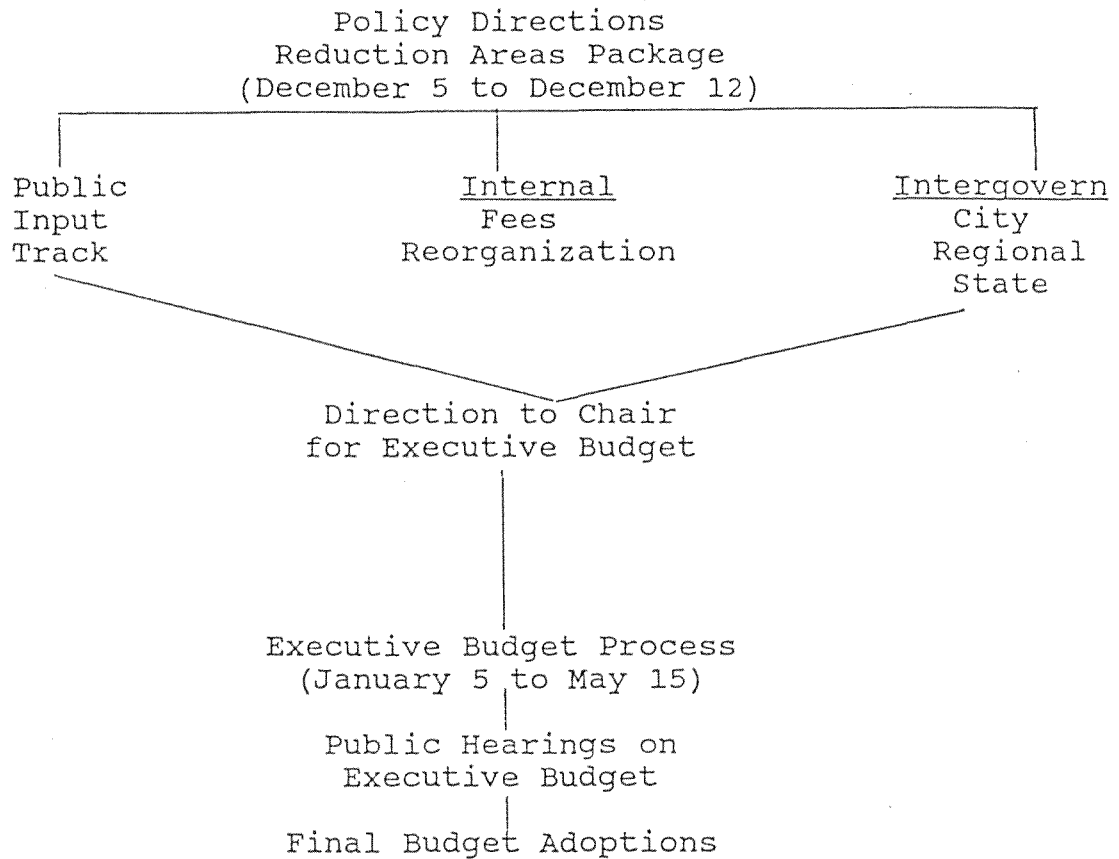 Policy Directions
Reduction Areas Package
(December 5 to December 12)
Public
Input
Track
Internal
Fees
Reorganization
Intergovern
City
Regional
State
Direction to Chair
for Executive Budget
Executive Budget Process
(January 5 to May 15)
Public Hearings on
Executive Budget
Final Budget Adoptions